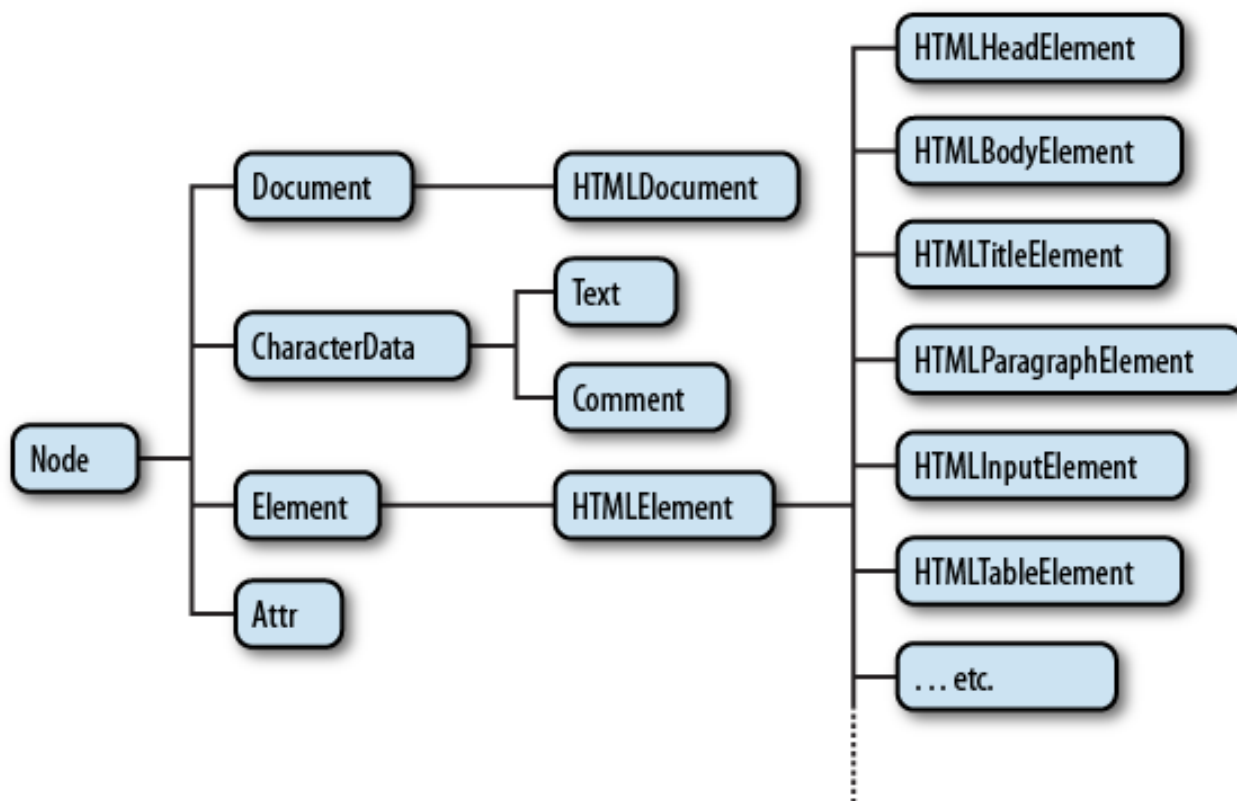 Node
Document
CharacterData
Element
Attr
HTMLDocument
Text
Comment
HTMLElement
HTMLHeadElement
HTMLBodyElement
HTMLTitleElement
HTMLParagraphElement
HTMLInputElement
HTMLTableElement
. . . etc.